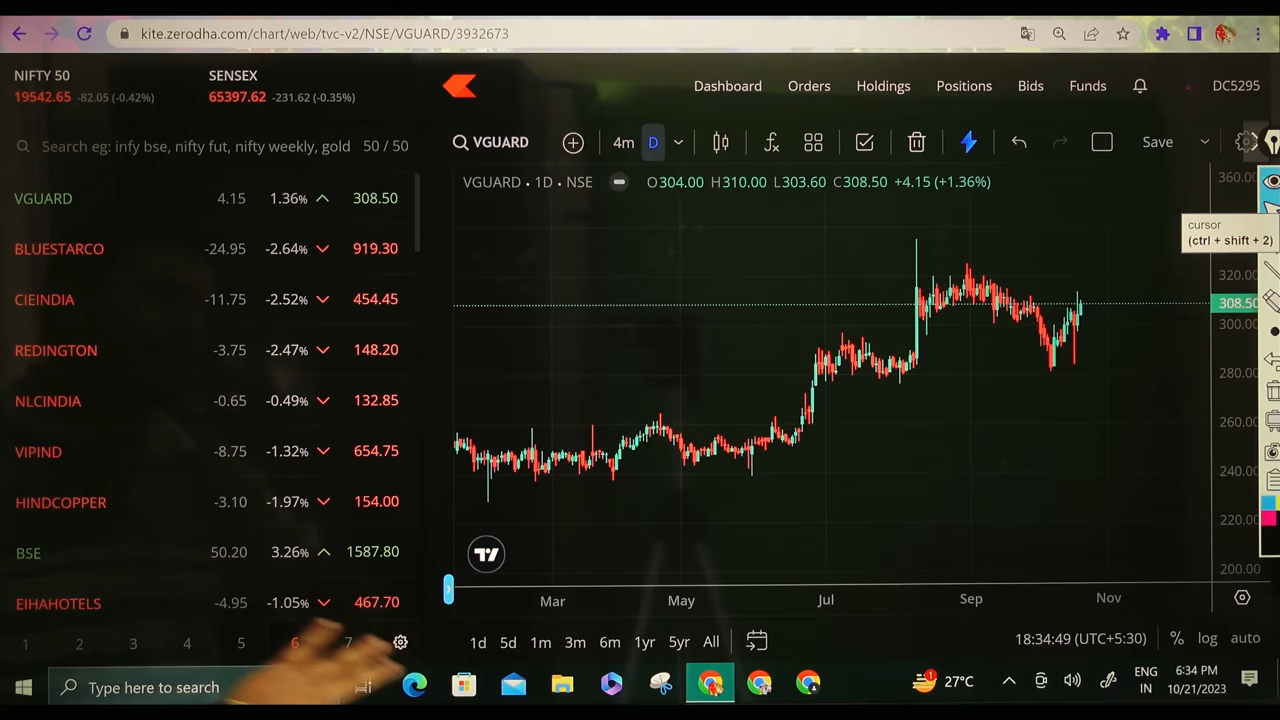 kite.zerodha.com/chart/web/tvc-v2/NSE/VGUARD/3932673
NIFTY 50
19542.65 -82.05 (-0.42%)
SENSEX
65397.62 -231.62 (-0.35%)
Dashboard Orders Holdings Positions Bids Funds DC5295
Search eg: infy bse, nifty fut, nifty weekly, gold 50 / 50
VGUARD 4m D Save
VGUARD 4.15 1.36% 308.50
BLUESTARCO -24.95 -2.64% 919.30
CIEINDIA -11.75 -2.52% 454.45
REDINGTON -3.75 -2.47% 148.20
NLCINDIA -0.65 -0.49% 132.85
VIPIND -8.75 -1.32% 654.75
HINDCOPPER -3.10 -1.97% 154.00
BSE 50.20 3.26% 1587.80
EIHAHOTELS -4.95 -1.05% 467.70
1 2 3 4 5 6 7
VGUARD · 1D · NSE O304.00 H310.00 L303.60 C308.50 +4.15 (+1.36%)
360.00
cursor
(ctrl + shift + 2)
320.00
308.50
300.00
280.00
260.00
240.00
220.00
200.00
Mar May Jul Sep Nov
1d 5d 1m 3m 6m 1yr 5yr All
18:34:49 (UTC+5:30) % log auto
Type here to search
27°C
ENG
IN
6:34 PM
10/21/2023